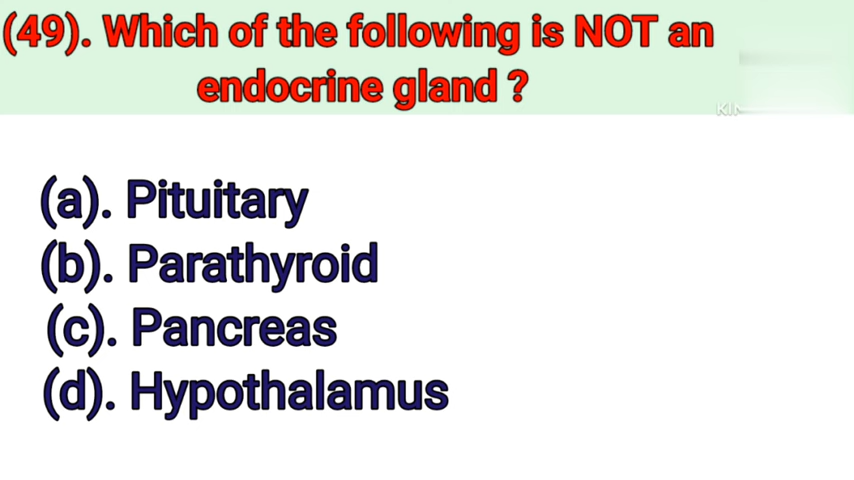 (49). Which of the following is NOT an
endocrine gland ?
(a). Pituitary
(b). Parathyroid
(c). Pancreas
(d). Hypothalamus